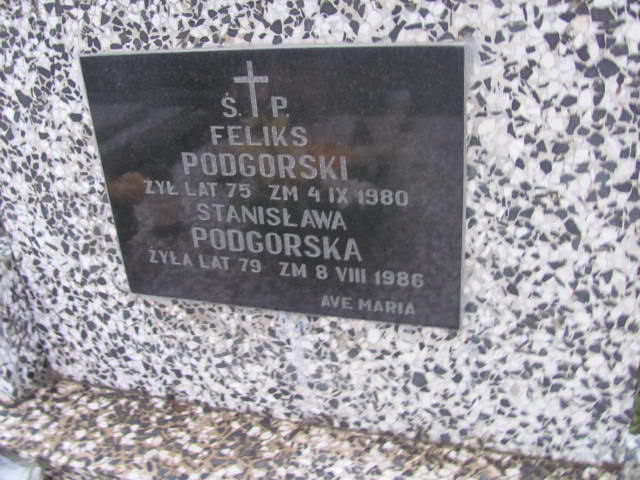 Ś. P
FELIKS
PODGORSKI
ŻYŁ LAT 75 ZM 4 IX 1980
STANISŁAWA
PODGORSKA
ŻYŁA LAT 79 ZM 8 VIII 1986
AVE MARIA